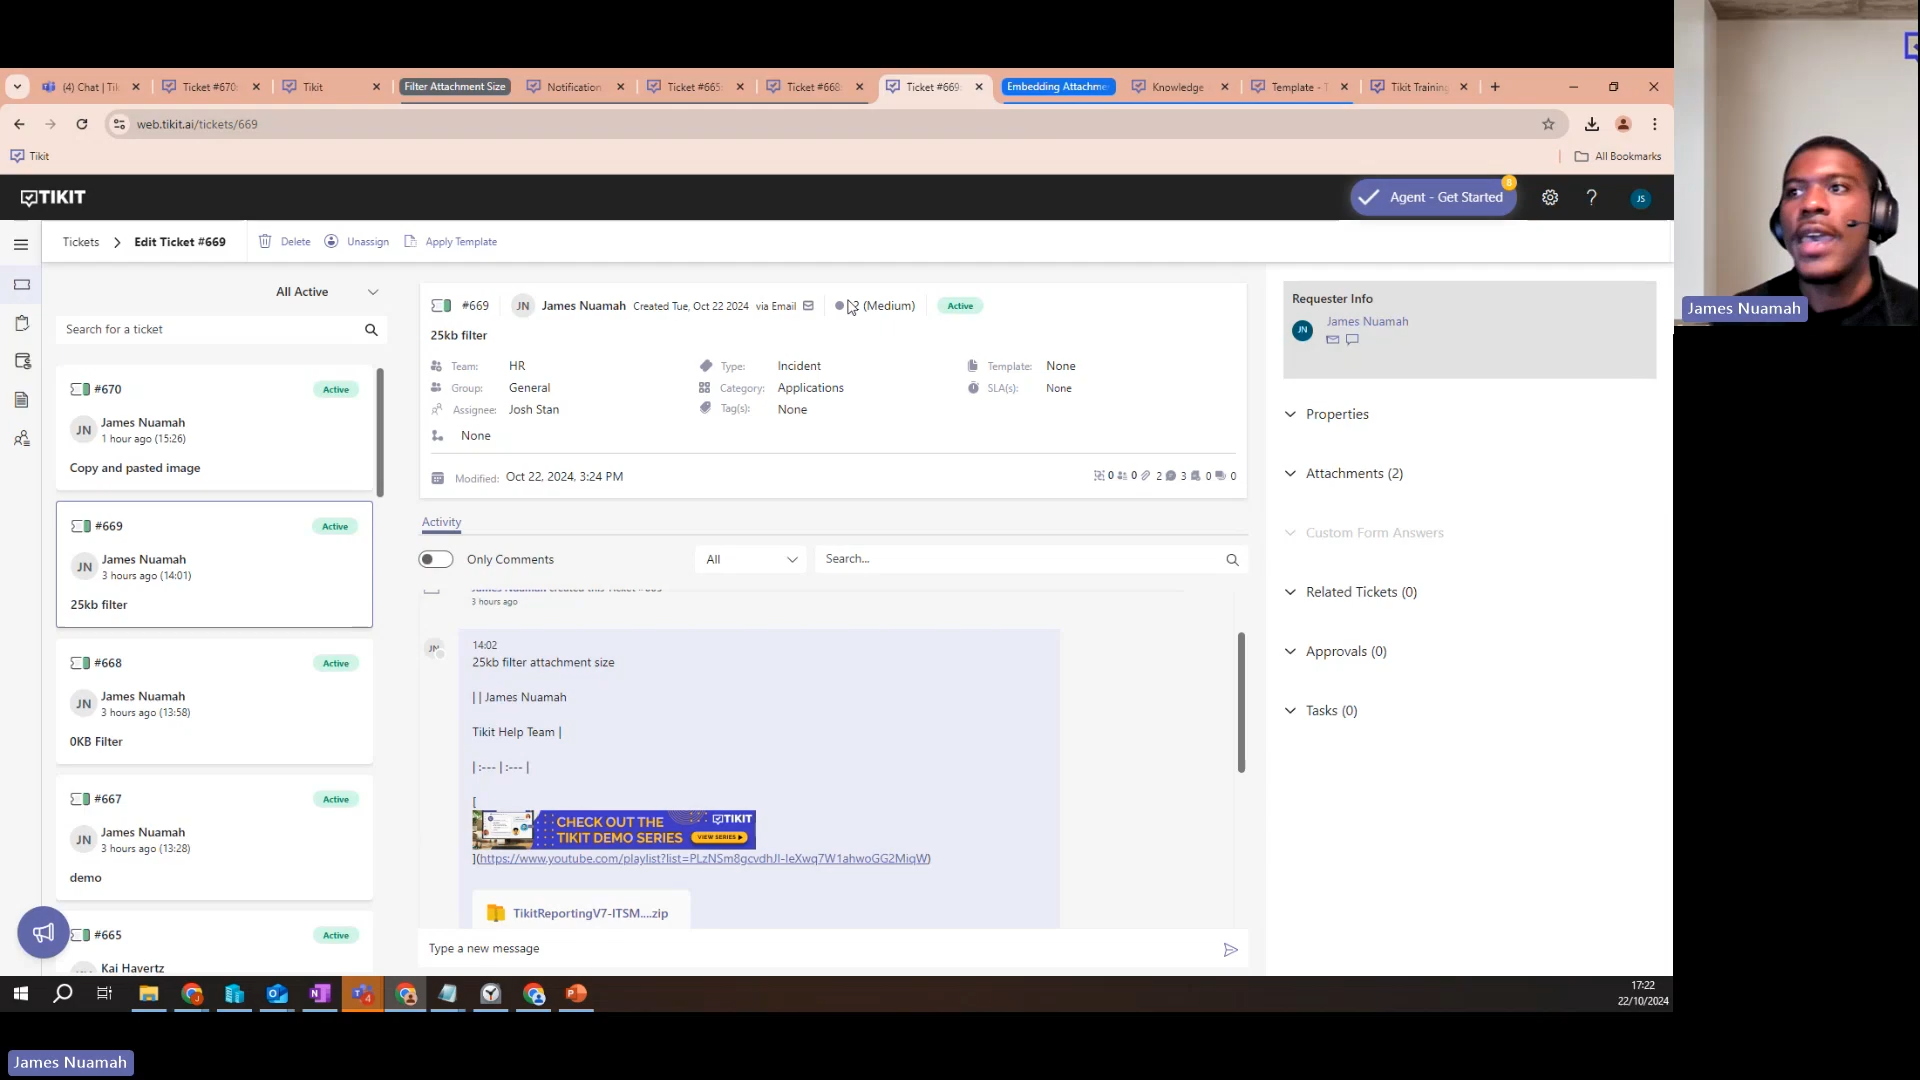 (4) Chat | Tik
Ticket #670:
Tikit
Filter Attachment Size
Notification
Ticket #665:
Ticket #668:
Ticket #669:
Embedding Attachme
Knowledge
Template - T
Tikit Training
web.tikit.ai/tickets/669
Tikit
All Bookmarks
TIKIT
Agent - Get Started
8
JS
Tickets
Edit Ticket #669
Delete
Unassign
Apply Template
All Active
Search for a ticket
#670
Active
JN
James Nuamah
1 hour ago (15:26)
Copy and pasted image
#669
Active
JN
James Nuamah
3 hours ago (14:01)
25kb filter
#668
Active
JN
James Nuamah
3 hours ago (13:58)
0KB Filter
#667
Active
JN
James Nuamah
3 hours ago (13:28)
demo
#665
Active
Kai Havertz
#669
JN
James Nuamah
Created Tue, Oct 22 2024
via Email
(Medium)
Active
25kb filter
Team: HR
Type: Incident
Template: None
Group: General
Category: Applications
SLA(s): None
Assignee: Josh Stan
Tag(s): None
None
Modified: Oct 22, 2024, 3:24 PM
0 0 2 3 0 0
Activity
Only Comments
All
Search...
3 hours ago
JN
14:02
25kb filter attachment size
| | James Nuamah
Tikit Help Team |
| :--- | :--- |
[
CHECK OUT THE
TIKIT DEMO SERIES
TIKIT
VIEW SERIES
](https://www.youtube.com/playlist?list=PLzNSm8gcvdhJI-IeXwq7W1ahwoGG2MiqW)
TikitReportingV7-ITSM....zip
Type a new message
Requester Info
JN
James Nuamah
Properties
Attachments (2)
Custom Form Answers
Related Tickets (0)
Approvals (0)
Tasks (0)
17:22
22/10/2024
James Nuamah
James Nuamah